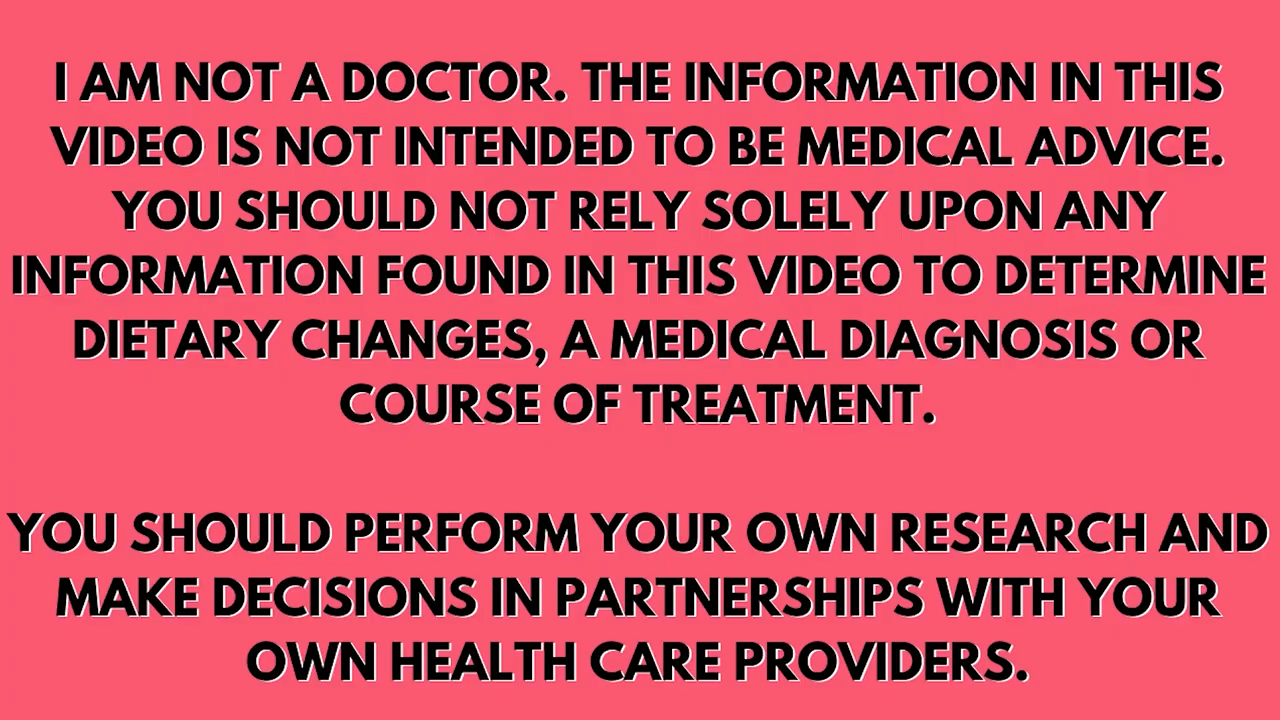 I AM NOT A DOCTOR. THE INFORMATION IN THIS
VIDEO IS NOT INTENDED TO BE MEDICAL ADVICE.
YOU SHOULD NOT RELY SOLELY UPON ANY
INFORMATION FOUND IN THIS VIDEO TO DETERMINE
DIETARY CHANGES, A MEDICAL DIAGNOSIS OR
COURSE OF TREATMENT.
YOU SHOULD PERFORM YOUR OWN RESEARCH AND
MAKE DECISIONS IN PARTNERSHIPS WITH YOUR
OWN HEALTH CARE PROVIDERS.